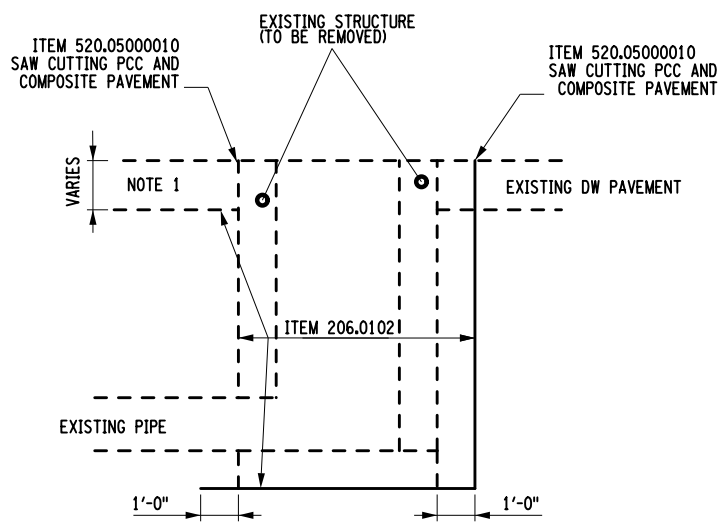 EXISTING STRUCTURE
(TO BE REMOVED)
ITEM 520.05000010
SAW CUTTING PCC AND
COMPOSITE PAVEMENT
ITEM 520.05000010
SAW CUTTING PCC AND
COMPOSITE PAVEMENT
VARIES
NOTE 1
EXISTING DW PAVEMENT
ITEM 206.0102
EXISTING PIPE
1'-0"
1'-0"